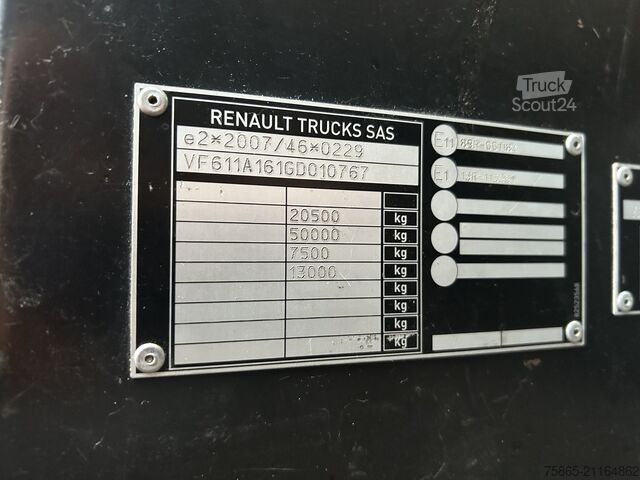 Truck
Scout24
RENAULT TRUCKS SAS
e2*2007/46*0229
VF611A161GD010767
20500 kg
50000 kg
7500 kg
13000 kg
kg
kg
kg
kg
E11
E1
75865-21164862